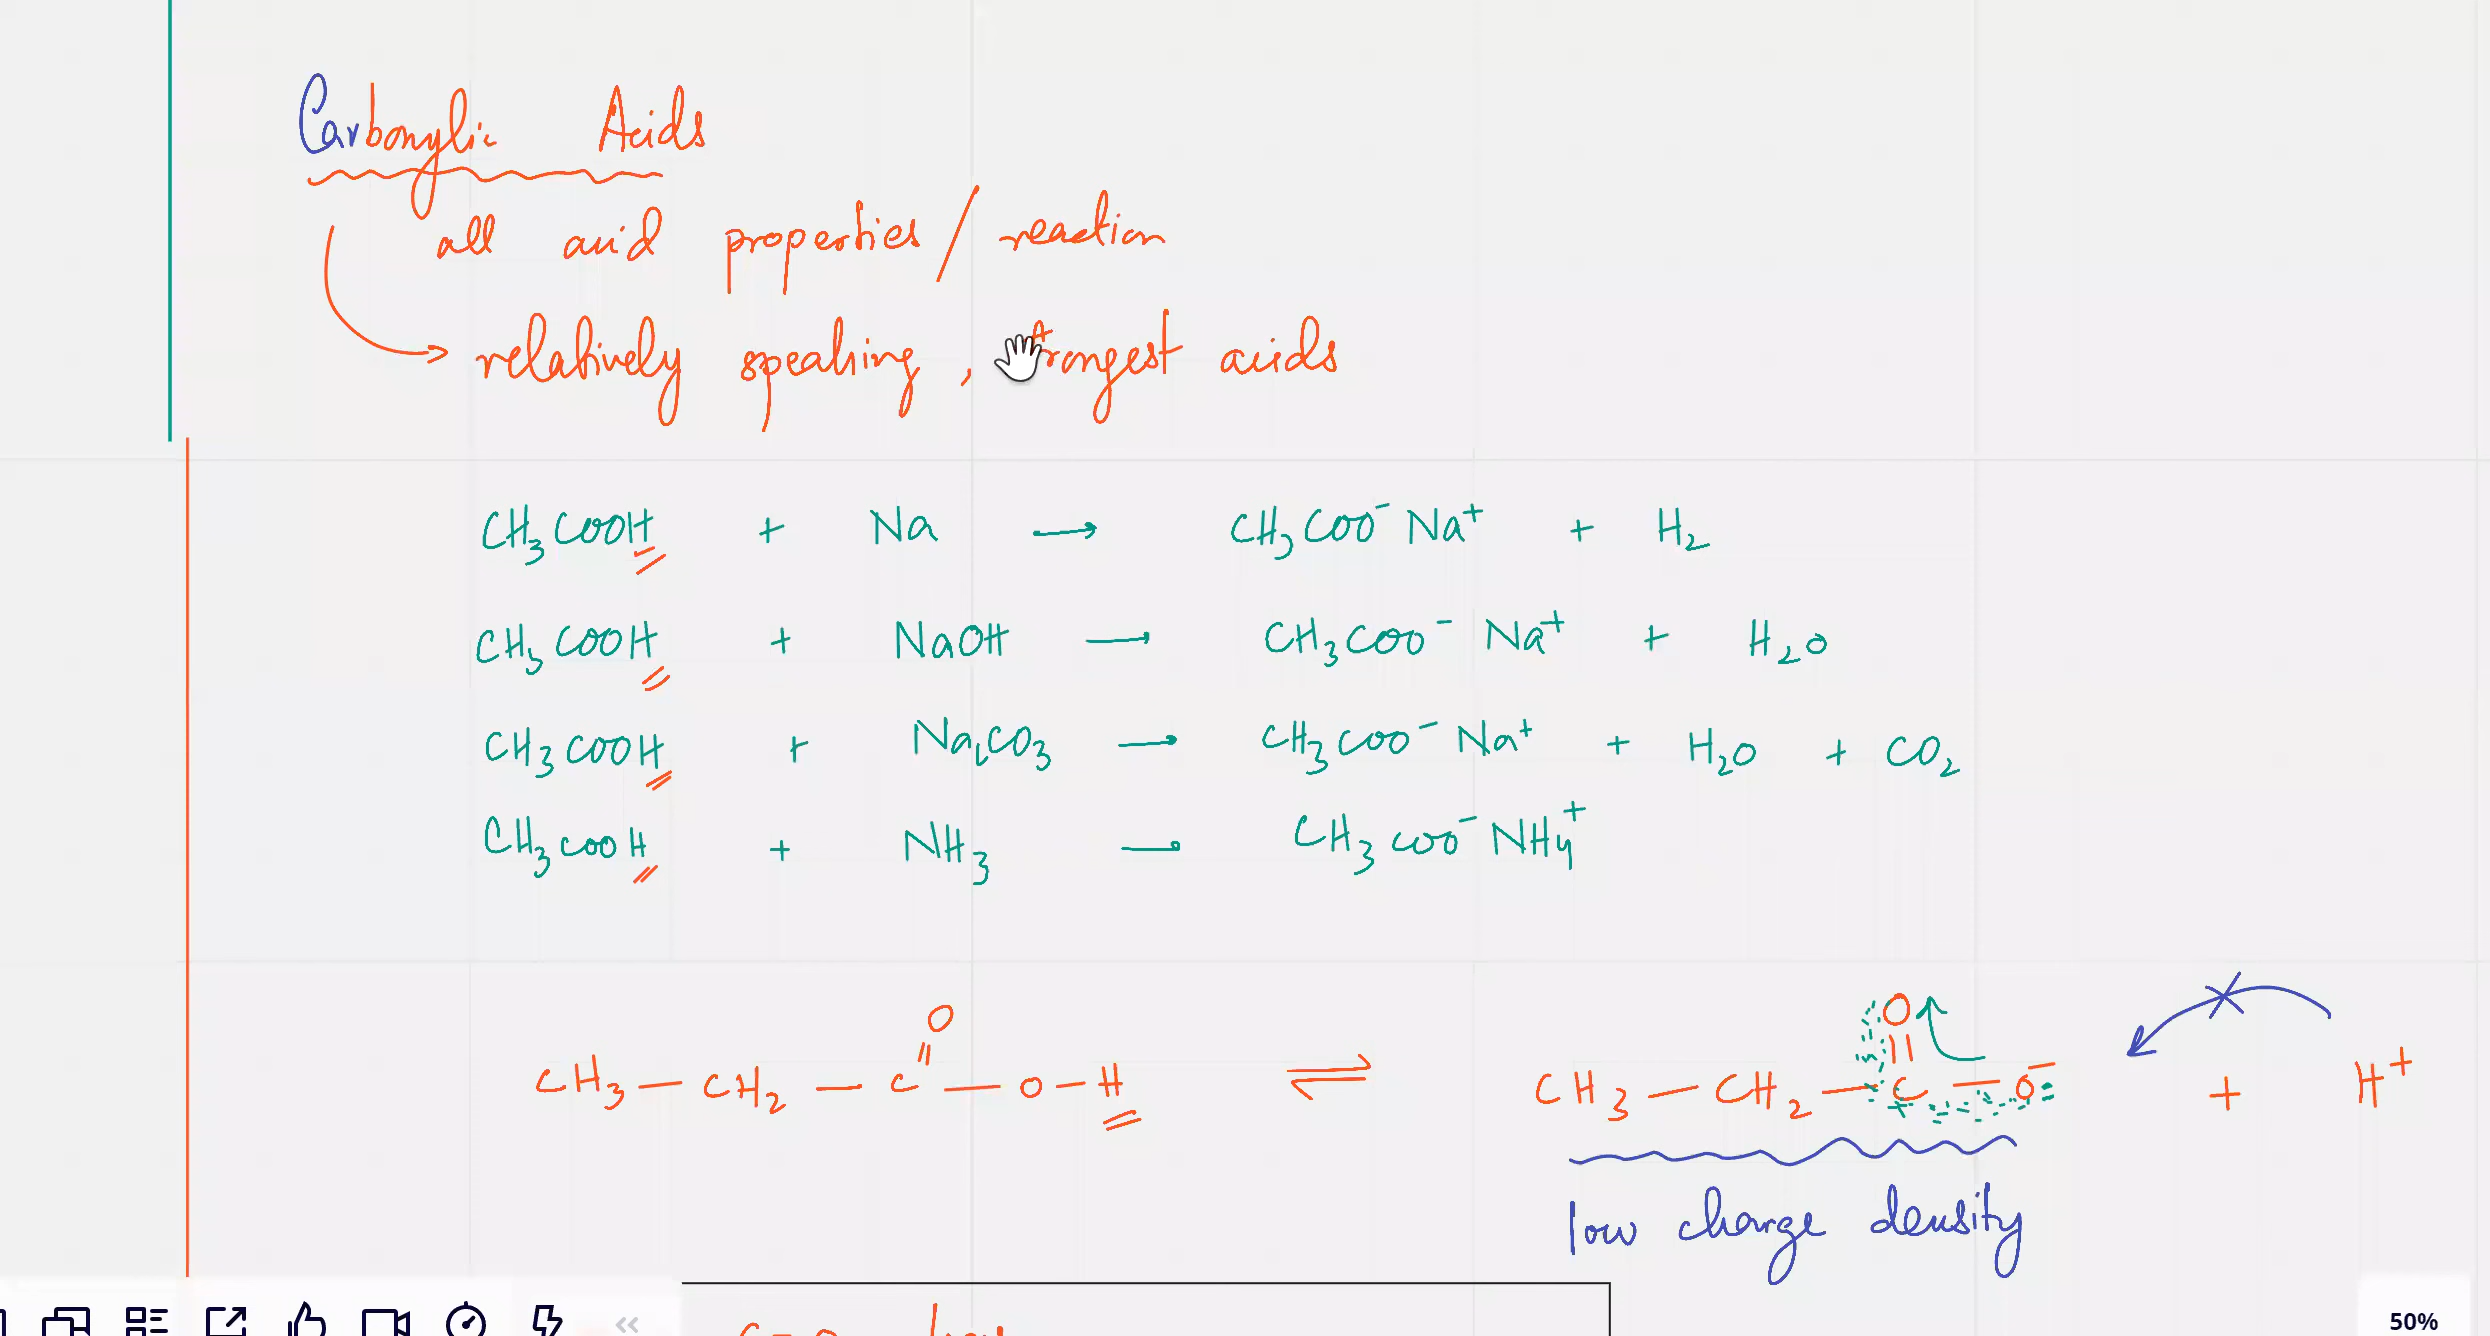 Carbonylic Acids
all acid properties / reaction
relatively speaking , strongest acids
CH₃COOH + Na → CH₃COO⁻ Na⁺ + H₂
CH₃COOH + NaOH → CH₃COO⁻ Na⁺ + H₂O
CH₃COOH + Na₂CO₃ → CH₃COO⁻ Na⁺ + H₂O + CO₂
CH₃COOH + NH₃ → CH₃COO⁻ NH₄⁺
O O
CH₃ — CH₂ — C — O — H ⇌ CH₃ — CH₂ — C — O⁻ : + H⁺
low charge density
50%